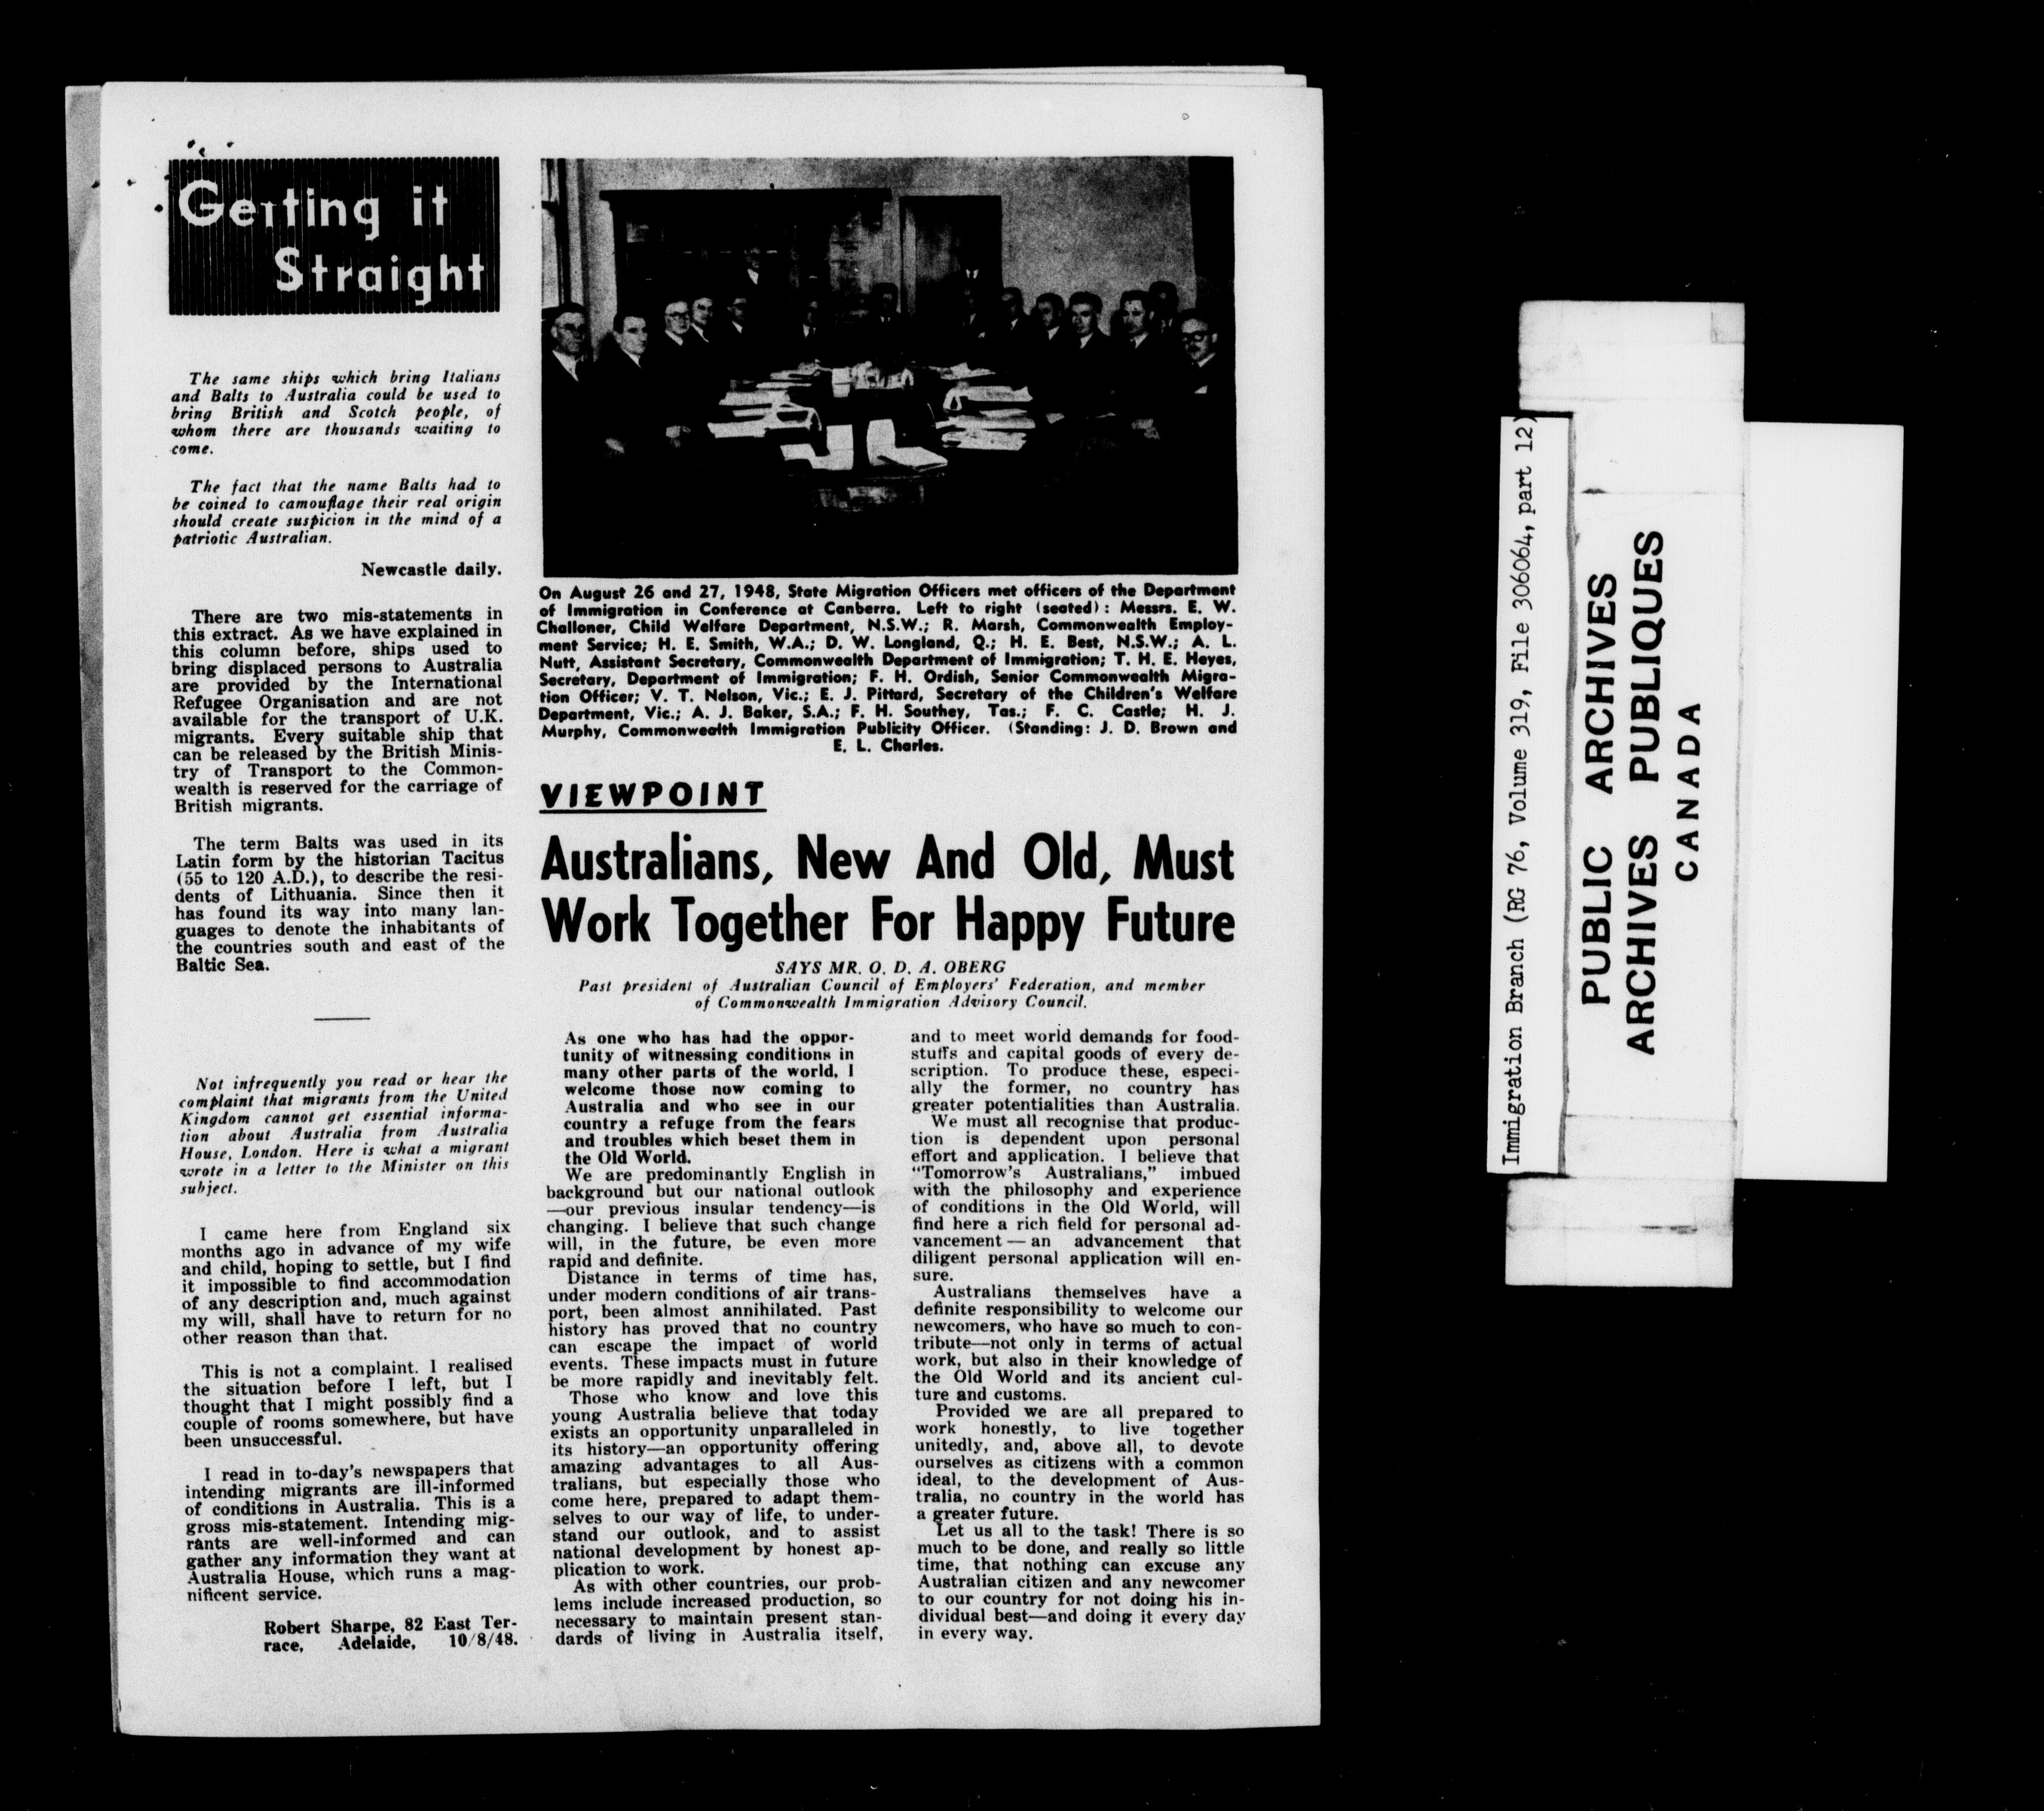 Getting it
Straight
The same ships which bring Italians
and Balts to Australia could be used to
bring British and Scotch people, of
whom there are thousands waiting to
come.
The fact that the name Balts had to
be coined to camouflage their real origin
should create suspicion in the mind of a
patriotic Australian.
Newcastle daily.
There are two mis-statements in
this extract. As we have explained in
this column before, ships used to
bring displaced persons to Australia
are provided by the International
Refugee Organisation and are not
available for the transport of U.K.
migrants. Every suitable ship that
can be released by the British Minis-
try of Transport to the Common-
wealth is reserved for the carriage of
British migrants.
The term Balts was used in its
Latin form by the historian Tacitus
(55 to 120 A.D.), to describe the resi-
dents of Lithuania. Since then it
has found its way into many lan-
guages to denote the inhabitants of
the countries south and east of the
Baltic Sea.
Not infrequently you read or hear the
complaint that migrants from the United
Kingdom cannot get essential informa-
tion about Australia from Australia
House, London. Here is what a migrant
wrote in a letter to the Minister on this
subject.
I came here from England six
months ago in advance of my wife
and child, hoping to settle, but I find
it impossible to find accommodation
of any description and, much against
my will, shall have to return for no
other reason than that.
This is not a complaint. I realised
the situation before I left, but I
thought that I might possibly find a
couple of rooms somewhere, but have
been unsuccessful.
I read in to-day's newspapers that
intending migrants are ill-informed
of conditions in Australia. This is a
gross mis-statement. Intending mig-
rants are well-informed and can
gather any information they want at
Australia House, which runs a mag-
nificent service.
Robert Sharpe, 82 East Ter-
race, Adelaide, 10/8/48.
On August 26 and 27, 1948, State Migration Officers met officers of the Department
of Immigration in Conference at Canberra. Left to right (seated): Messrs. E. W.
Challoner, Child Welfare Department, N.S.W.; R. Marsh, Commonwealth Employ-
ment Service; H. E. Smith, W.A.; D. W. Longland, Q.; H. E. Best, N.S.W.; A. L.
Nutt, Assistant Secretary, Commonwealth Department of Immigration; T. H. E. Heyes,
Secretary, Department of Immigration; F. H. Ordish, Senior Commonwealth Migra-
tion Officer; V. T. Nelson, Vic.; E. J. Pittard, Secretary of the Children's Welfare
Department, Vic.; A. J. Baker, S.A.; F. H. Southey, Tas.; F. C. Castle; H. J.
Murphy, Commonwealth Immigration Publicity Officer. (Standing: J. D. Brown and
E. L. Charles.
VIEWPOINT
Australians, New And Old, Must
Work Together For Happy Future
SAYS MR. O. D. A. OBERG
Past president of Australian Council of Employers' Federation, and member
of Commonwealth Immigration Advisory Council.
As one who has had the oppor-
tunity of witnessing conditions in
many other parts of the world, I
welcome those now coming to
Australia and who see in our
country a refuge from the fears
and troubles which beset them in
the Old World.
We are predominantly English in
background but our national outlook
—our previous insular tendency—is
changing. I believe that such change
will, in the future, be even more
rapid and definite.
Distance in terms of time has,
under modern conditions of air trans-
port, been almost annihilated. Past
history has proved that no country
can escape the impact of world
events. These impacts must in future
be more rapidly and inevitably felt.
Those who know and love this
young Australia believe that today
exists an opportunity unparalleled in
its history—an opportunity offering
amazing advantages to all Aus-
tralians, but especially those who
come here, prepared to adapt them-
selves to our way of life, to under-
stand our outlook, and to assist
national development by honest ap-
plication to work.
As with other countries, our prob-
lems include increased production, so
necessary to maintain present stan-
dards of living in Australia itself,
and to meet world demands for food-
stuffs and capital goods of every de-
scription. To produce these, especi-
ally the former, no country has
greater potentialities than Australia.
We must all recognise that produc-
tion is dependent upon personal
effort and application. I believe that
"Tomorrow's Australians," imbued
with the philosophy and experience
of conditions in the Old World, will
find here a rich field for personal ad-
vancement — an advancement that
diligent personal application will en-
sure.
Australians themselves have a
definite responsibility to welcome our
newcomers, who have so much to con-
tribute—not only in terms of actual
work, but also in their knowledge of
the Old World and its ancient cul-
ture and customs.
Provided we are all prepared to
work honestly, to live together
unitedly, and, above all, to devote
ourselves as citizens with a common
ideal, to the development of Aus-
tralia, no country in the world has
a greater future.
Let us all to the task! There is so
much to be done, and really so little
time, that nothing can excuse any
Australian citizen and any newcomer
to our country for not doing his in-
dividual best—and doing it every day
in every way.
Immigration Branch (RG 76, Volume 319, File 306064, part 12)
PUBLIC ARCHIVES
ARCHIVES PUBLIQUES
CANADA